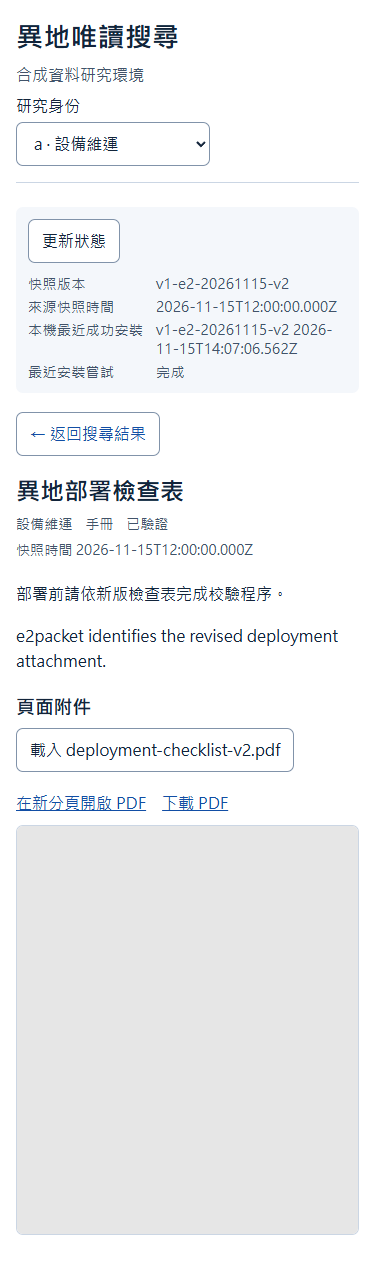 異地唯讀搜尋
合成資料研究環境
研究身份
a · 設備維運
更新狀態
快照版本 v1-e2-20261115-v2
來源快照時間 2026-11-15T12:00:00.000Z
本機最近成功安裝 v1-e2-20261115-v2 2026-
11-15T14:07:06.562Z
最近安裝嘗試 完成
← 返回搜尋結果
異地部署檢查表
設備維運 手冊 已驗證
快照時間 2026-11-15T12:00:00.000Z
部署前請依新版檢查表完成校驗程序。
e2packet identifies the revised deployment
attachment.
頁面附件
載入 deployment-checklist-v2.pdf
在新分頁開啟 PDF 下載 PDF